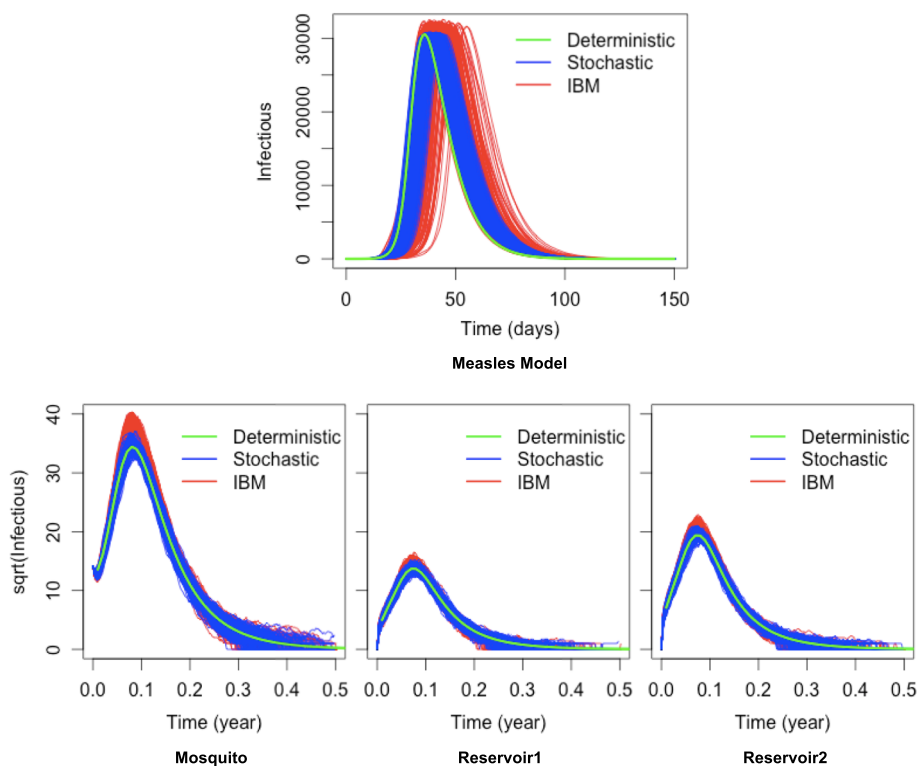 Infectious
30000
20000
10000
0
Deterministic
Stochastic
IBM
0 50 100 150
Time (days)
Measles Model
sqrt(Infectious)
40
30
20
10
0
Deterministic
Stochastic
IBM
0.0 0.1 0.2 0.3 0.4 0.5
Time (year)
Mosquito
Deterministic
Stochastic
IBM
0.0 0.1 0.2 0.3 0.4 0.5
Time (year)
Reservoir1
Deterministic
Stochastic
IBM
0.0 0.1 0.2 0.3 0.4 0.5
Time (year)
Reservoir2